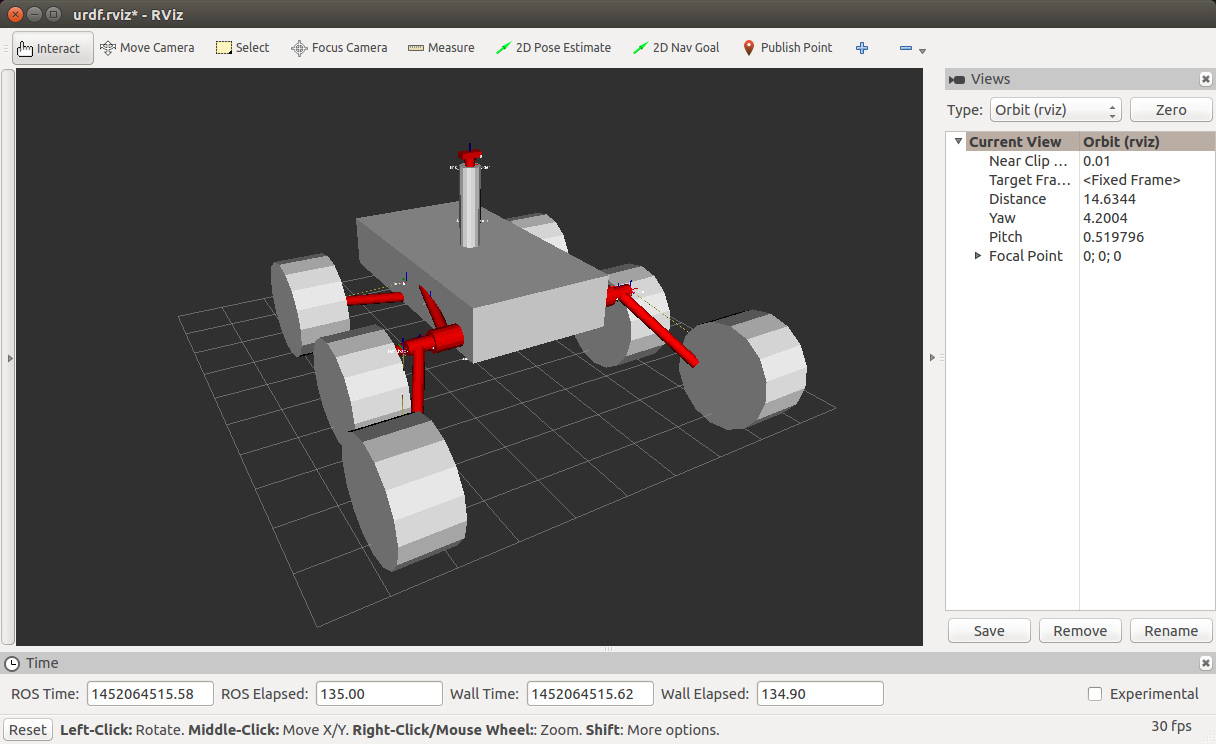 urdf.rviz* - RViz
Interact Move Camera Select Focus Camera Measure 2D Pose Estimate 2D Nav Goal Publish Point
Views
Type: Orbit (rviz) Zero
Current View Orbit (rviz)
Near Clip ... 0.01
Target Fra... <Fixed Frame>
Distance 14.6344
Yaw 4.2004
Pitch 0.519796
Focal Point 0; 0; 0
Save Remove Rename
Time
ROS Time: 1452064515.58 ROS Elapsed: 135.00 Wall Time: 1452064515.62 Wall Elapsed: 134.90 Experimental
Reset Left-Click: Rotate. Middle-Click: Move X/Y. Right-Click/Mouse Wheel:: Zoom. Shift: More options. 30 fps